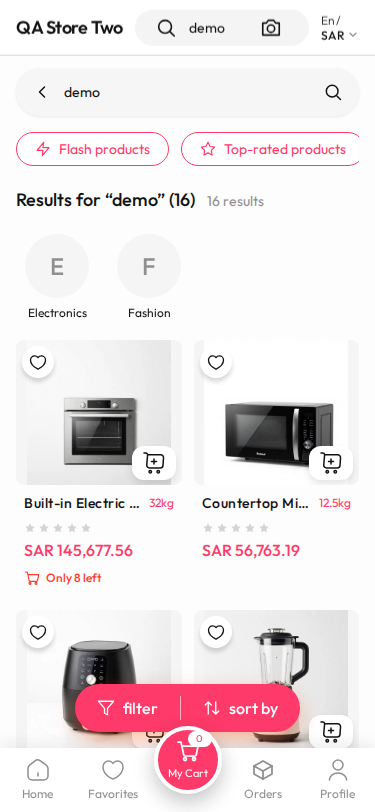 QA Store Two
demo
En /
SAR
demo
Flash products
Top-rated products
Results for “demo” (16)
16 results
E
F
Electronics
Fashion
Built-in Electric ...
32kg
Countertop Mi...
12.5kg
SAR 145,677.56
SAR 56,763.19
Only 8 left
filter
sort by
0
My Cart
Home
Favorites
Orders
Profile